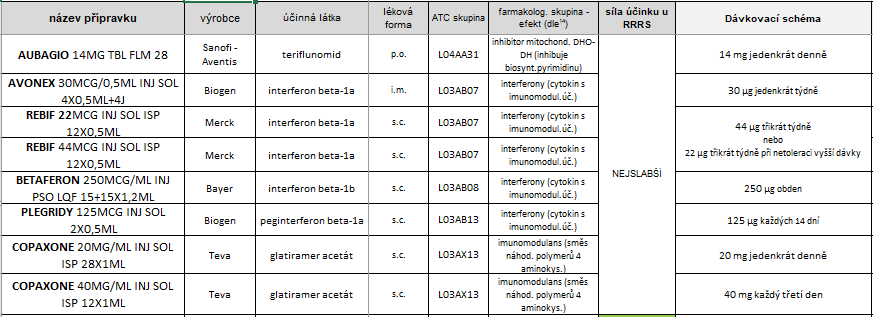 název přípravku
výrobce
účinná látka
léková
forma
ATC skupina
farmakolog. skupina -
efekt (dle¹⁴)
síla účinku u
RRRS
Dávkovací schéma
AUBAGIO 14MG TBL FLM 28
Sanofi -
Aventis
teriflunomid
p.o.
L04AA31
inhibitor mitochond. DHO-
DH (inhibuje
biosynt.pyrimidinu)
14 mg jedenkrát denně
AVONEX 30MCG/0,5ML INJ SOL
4X0,5ML+4J
Biogen
interferon beta-1a
i.m.
L03AB07
interferony (cytokin s
imunomodul.úč.)
30 µg jedenkrát týdně
REBIF 22MCG INJ SOL ISP
12X0,5ML
Merck
interferon beta-1a
s.c.
L03AB07
interferony (cytokin s
imunomodul.úč.)
44 µg třikrát týdně
nebo
22 µg třikrát týdně při netoleraci vyšší dávky
REBIF 44MCG INJ SOL ISP
12X0,5ML
Merck
interferon beta-1a
s.c.
L03AB07
interferony (cytokin s
imunomodul.úč.)
NEJSLABŠÍ
BETAFERON 250MCG/ML INJ
PSO LQF 15+15X1,2ML
Bayer
interferon beta-1b
s.c.
L03AB08
interferony (cytokin s
imunomodul.úč.)
250 µg obden
PLEGRIDY 125MCG INJ SOL
2X0,5ML
Biogen
peginterferon beta-1a
s.c.
L03AB13
interferony (cytokin s
imunomodul.úč.)
125 µg každých 14 dní
COPAXONE 20MG/ML INJ SOL
ISP 28X1ML
Teva
glatiramer acetát
s.c.
L03AX13
imunomodulans (směs
náhod. polymerů 4
aminokys.)
20 mg jedenkrát denně
COPAXONE 40MG/ML INJ SOL
ISP 12X1ML
Teva
glatiramer acetát
s.c.
L03AX13
imunomodulans (směs
náhod. polymerů 4
aminokys.)
40 mg každý třetí den